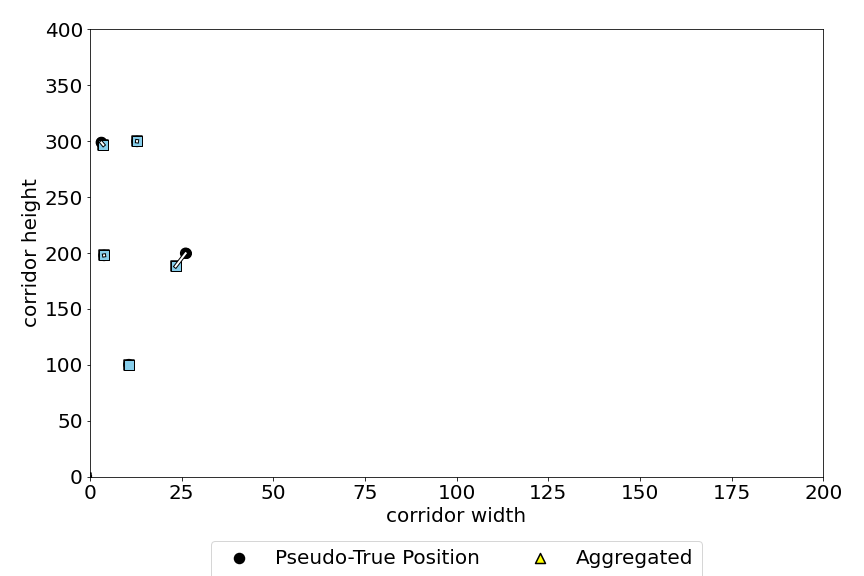 400
350
300
250
200
150
100
50
0
corridor height
0 25 50 75 100 125 150 175 200
corridor width
Pseudo-True Position Aggregated